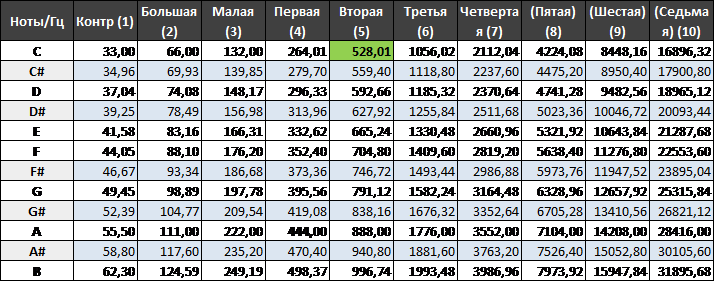 Ноты/Гц Контр (1) Большая (2) Малая (3) Первая (4) Вторая (5) Третья (6) Четвертая (7) (Пятая) (8) (Шестая) (9) (Седьмая) (10)
C 33,00 66,00 132,00 264,01 528,01 1056,02 2112,04 4224,08 8448,16 16896,32
C# 34,96 69,93 139,85 279,70 559,40 1118,80 2237,60 4475,20 8950,40 17900,80
D 37,04 74,08 148,17 296,33 592,66 1185,32 2370,64 4741,28 9482,56 18965,12
D# 39,25 78,49 156,98 313,96 627,92 1255,84 2511,68 5023,36 10046,72 20093,44
E 41,58 83,16 166,31 332,62 665,24 1330,48 2660,96 5321,92 10643,84 21287,68
F 44,05 88,10 176,20 352,40 704,80 1409,60 2819,20 5638,40 11276,80 22553,60
F# 46,67 93,34 186,68 373,36 746,72 1493,44 2986,88 5973,76 11947,52 23895,04
G 49,45 98,89 197,78 395,56 791,12 1582,24 3164,48 6328,96 12657,92 25315,84
G# 52,39 104,77 209,54 419,08 838,16 1676,32 3352,64 6705,28 13410,56 26821,12
A 55,50 111,00 222,00 444,00 888,00 1776,00 3552,00 7104,00 14208,00 28416,00
A# 58,80 117,60 235,20 470,40 940,80 1881,60 3763,20 7526,40 15052,80 30105,60
B 62,30 124,59 249,19 498,37 996,74 1993,48 3986,96 7973,92 15947,84 31895,68